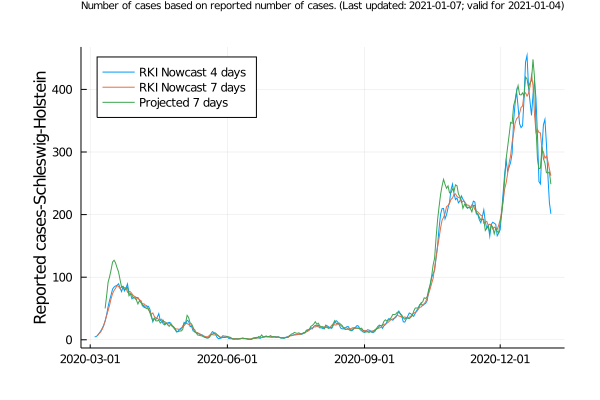 Number of cases based on reported number of cases. (Last updated: 2021-01-07; valid for 2021-01-04)
RKI Nowcast 4 days
RKI Nowcast 7 days
Projected 7 days
Reported cases-Schleswig-Holstein
400
300
200
100
0
2020-03-01 2020-06-01 2020-09-01 2020-12-01